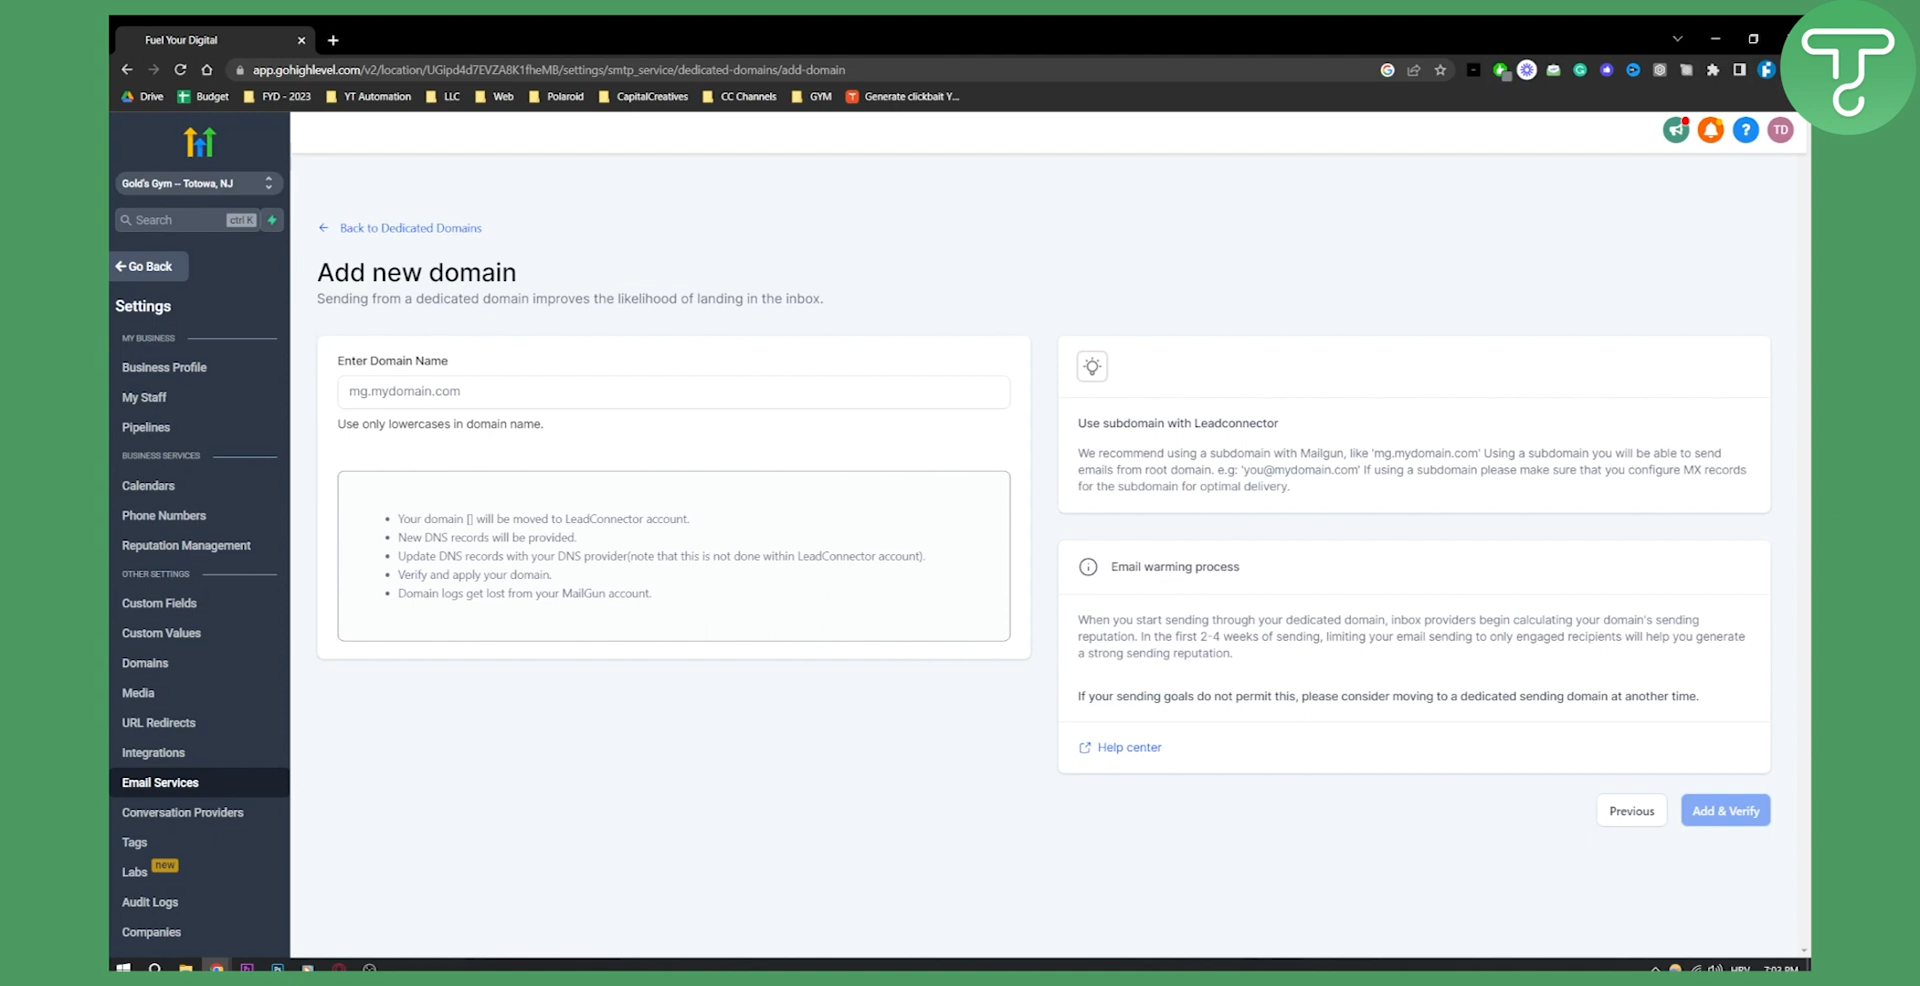 Fuel Your Digital
app.gohighlevel.com/v2/location/UGipd4d7EVZA8K1fheMB/settings/smtp_service/dedicated-domains/add-domain
Drive
Budget
FYD - 2023
YT Automation
LLC
Web
Polaroid
CapitalCreatives
CC Channels
GYM
Generate clickbait Y...
TD
Gold's Gym -- Totowa, NJ
Search
ctrl K
Go Back
Settings
MY BUSINESS
Business Profile
My Staff
Pipelines
BUSINESS SERVICES
Calendars
Phone Numbers
Reputation Management
OTHER SETTINGS
Custom Fields
Custom Values
Domains
Media
URL Redirects
Integrations
Email Services
Conversation Providers
Tags
Labs new
Audit Logs
Companies
Back to Dedicated Domains
Add new domain
Sending from a dedicated domain improves the likelihood of landing in the inbox.
Enter Domain Name
mg.mydomain.com
Use only lowercases in domain name.
Your domain [] will be moved to LeadConnector account.
New DNS records will be provided.
Update DNS records with your DNS provider(note that this is not done within LeadConnector account).
Verify and apply your domain.
Domain logs get lost from your MailGun account.
Use subdomain with Leadconnector
We recommend using a subdomain with Mailgun, like 'mg.mydomain.com' Using a subdomain you will be able to send
emails from root domain. e.g: 'you@mydomain.com' If using a subdomain please make sure that you configure MX records
for the subdomain for optimal delivery.
Email warming process
When you start sending through your dedicated domain, inbox providers begin calculating your domain's sending
reputation. In the first 2-4 weeks of sending, limiting your email sending to only engaged recipients will help you generate
a strong sending reputation.
If your sending goals do not permit this, please consider moving to a dedicated sending domain at another time.
Help center
Previous
Add & Verify
HRV
7:03 PM